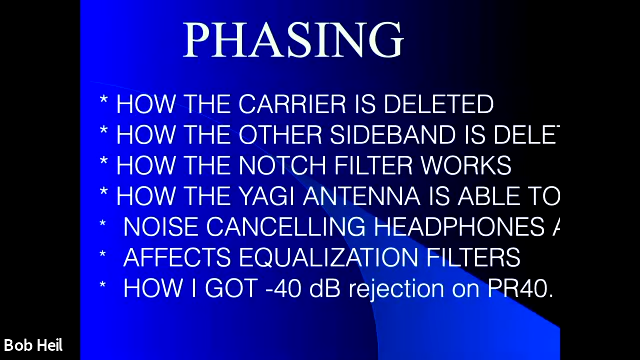 PHASING
* HOW THE CARRIER IS DELETED
* HOW THE OTHER SIDEBAND IS DELE
* HOW THE NOTCH FILTER WORKS
* HOW THE YAGI ANTENNA IS ABLE TO
* NOISE CANCELLING HEADPHONES
* AFFECTS EQUALIZATION FILTERS
* HOW I GOT -40 dB rejection on PR40.
Bob Heil